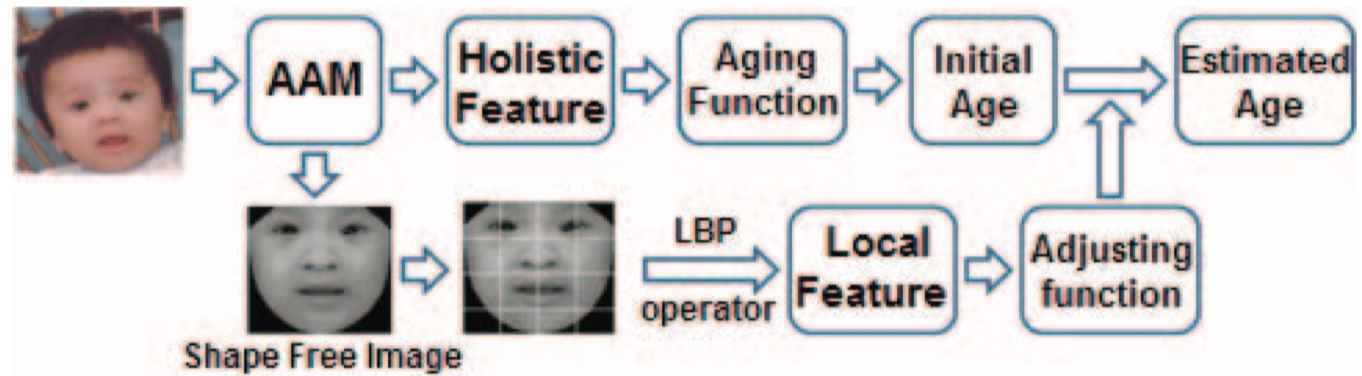 AAM
Holistic
Feature
Aging
Function
Initial
Age
Estimated
Age
Shape Free Image
LBP
operator
Local
Feature
Adjusting
function